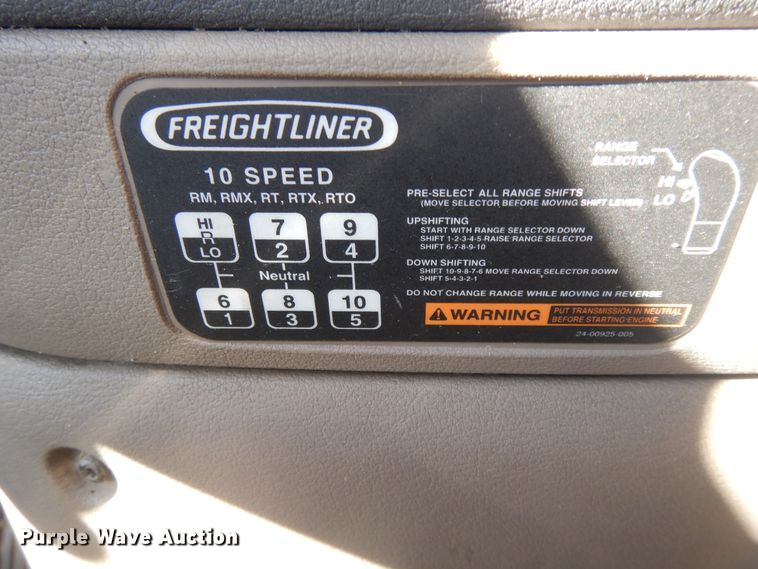 FREIGHTLINER
10 SPEED
RM, RMX, RT, RTX, RTO
HI
R
LO
7
2
9
4
Neutral
6
1
8
3
10
5
PRE-SELECT ALL RANGE SHIFTS
(MOVE SELECTOR BEFORE MOVING SHIFT LEVER)
UPSHIFTING
START WITH RANGE SELECTOR DOWN
SHIFT 1-2-3-4-5 RAISE RANGE SELECTOR
SHIFT 6-7-8-9-10
DOWN SHIFTING
SHIFT 10-9-8-7-6 MOVE RANGE SELECTOR DOWN
SHIFT 5-4-3-2-1
DO NOT CHANGE RANGE WHILE MOVING IN REVERSE
WARNING
PUT TRANSMISSION IN NEUTRAL
BEFORE STARTING ENGINE
24-00925-005
RANGE
SELECTOR
HI
LO
Purple Wave Auction